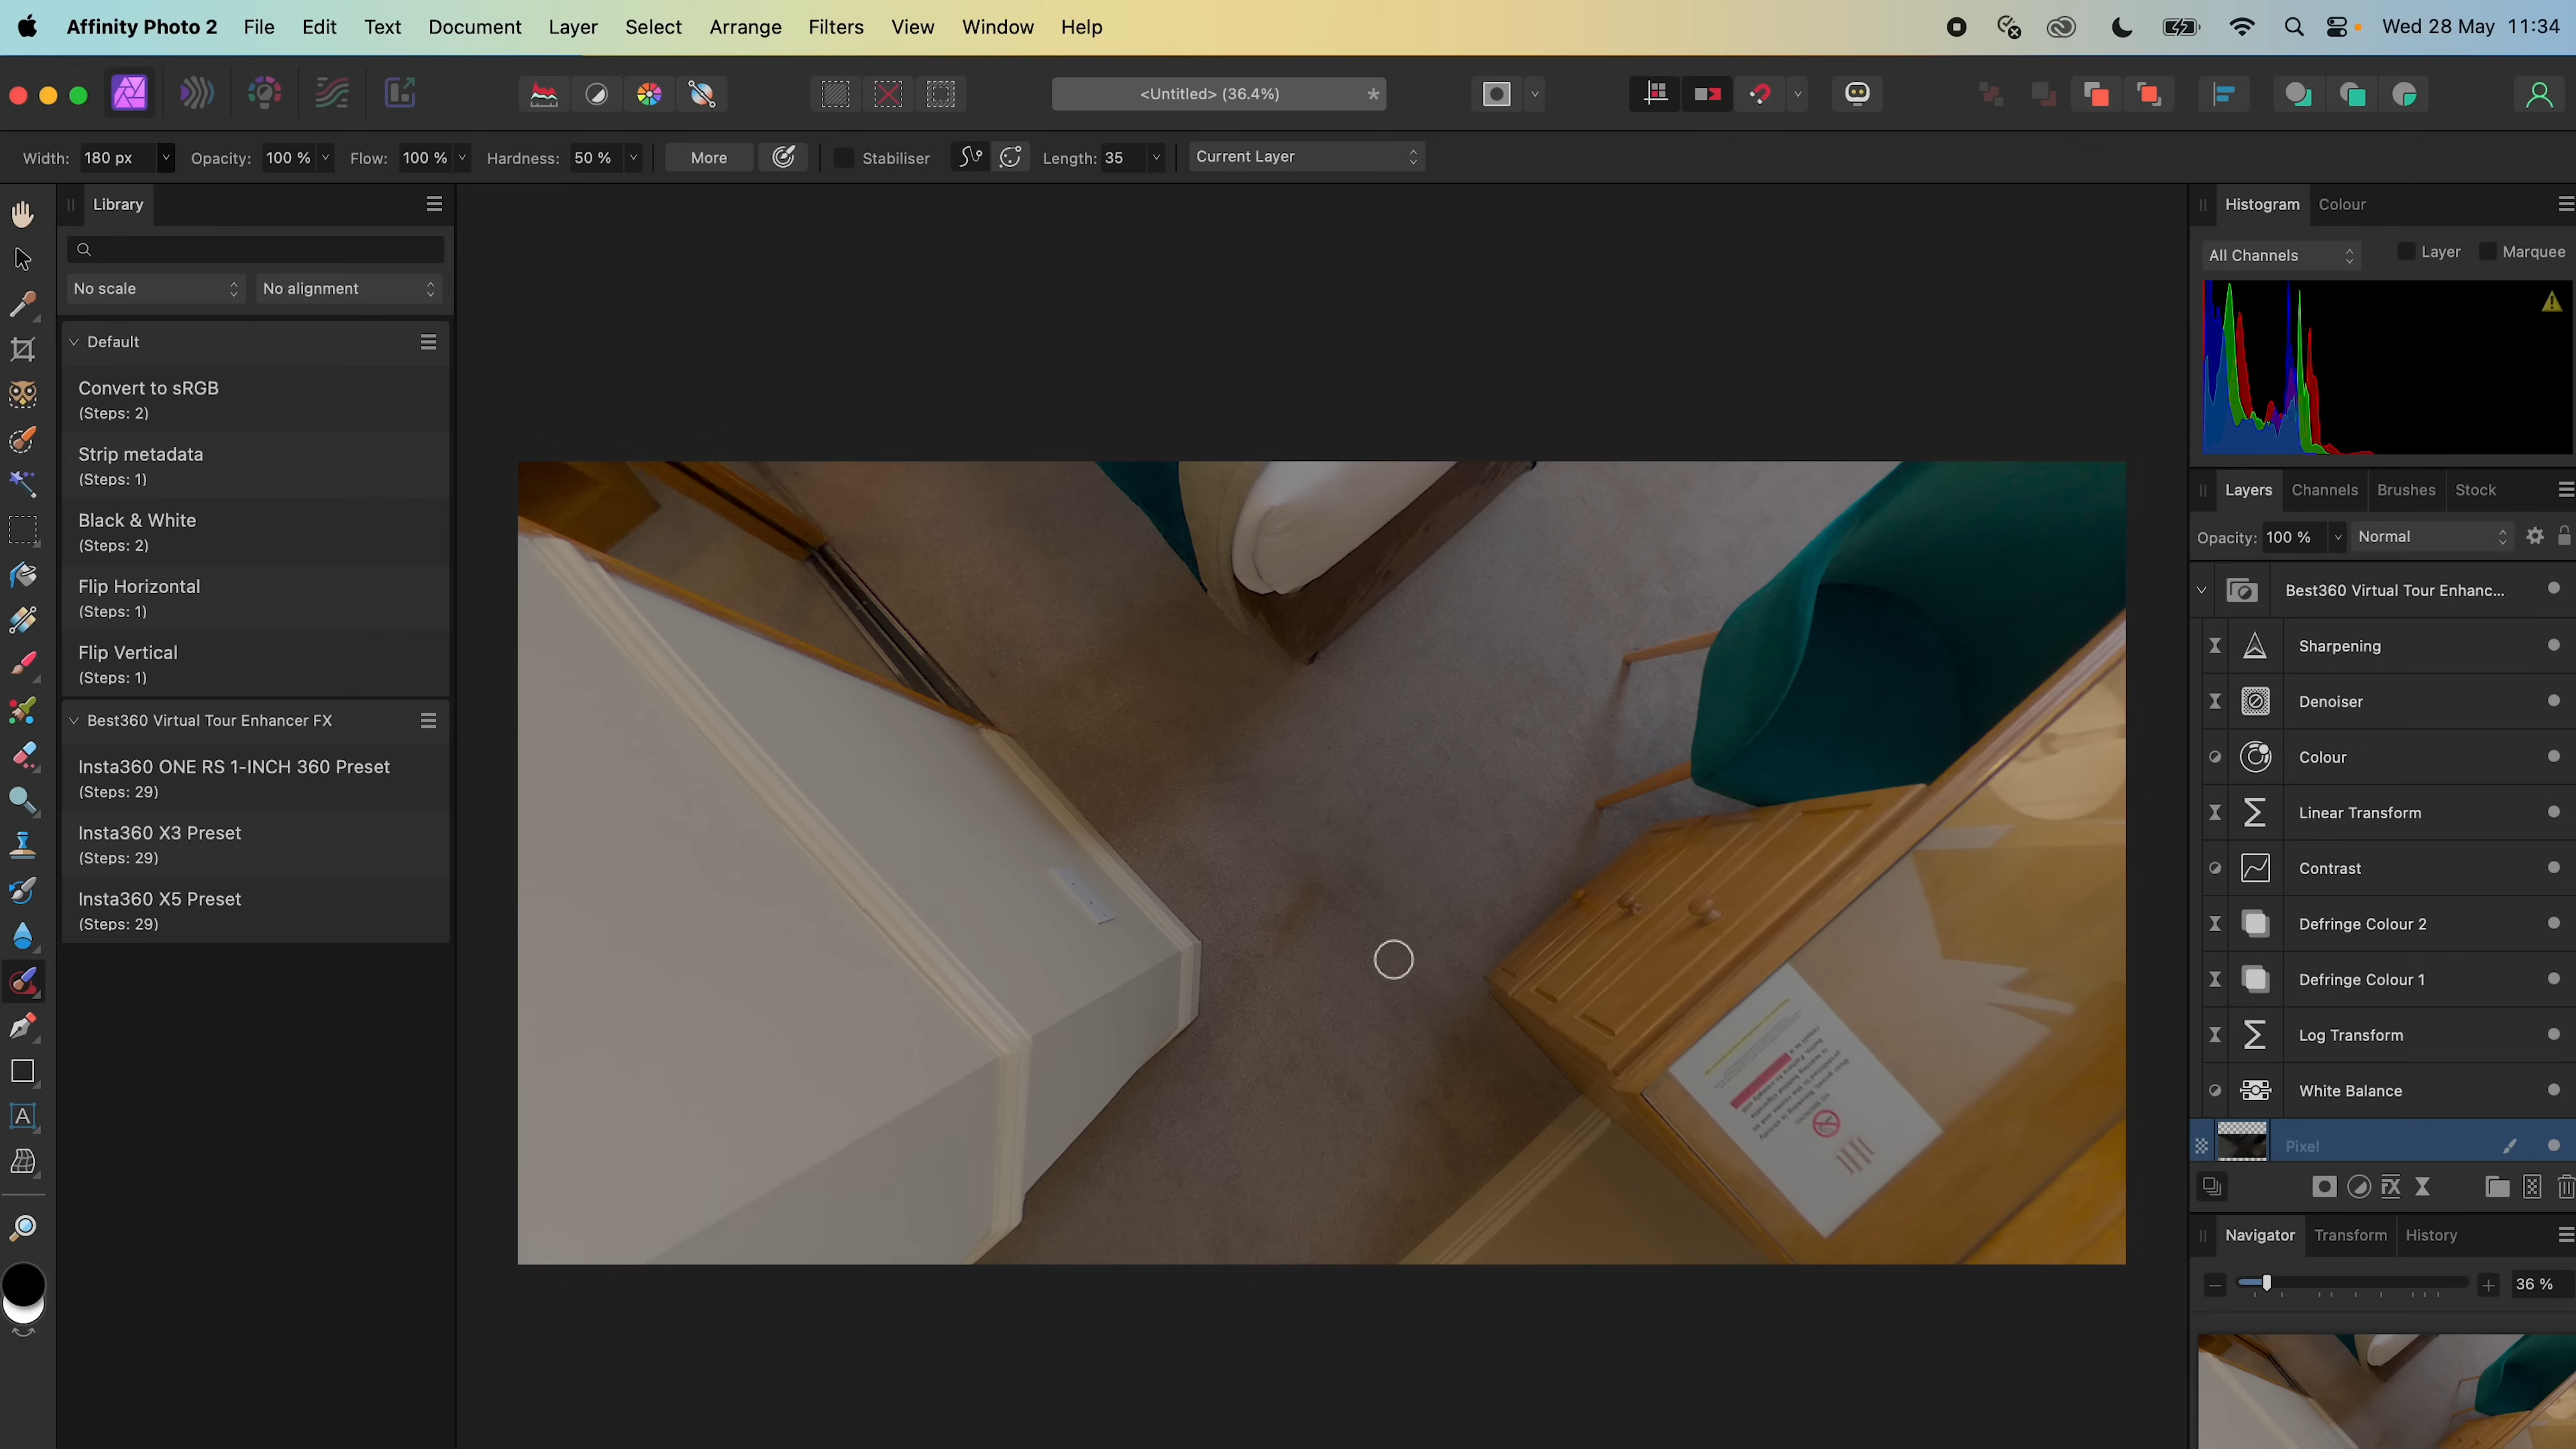 Affinity Photo 2 File Edit Text Document Layer Select Arrange Filters View Window Help Wed 28 May 11:34
<Untitled> (36.4%) *
Width: 180 px Opacity: 100 % Flow: 100 % Hardness: 50 % More Stabiliser Length: 35 Current Layer
Library
No scale No alignment
Default
Convert to sRGB
(Steps: 2)
Strip metadata
(Steps: 1)
Black & White
(Steps: 2)
Flip Horizontal
(Steps: 1)
Flip Vertical
(Steps: 1)
Best360 Virtual Tour Enhancer FX
Insta360 ONE RS 1-INCH 360 Preset
(Steps: 29)
Insta360 X3 Preset
(Steps: 29)
Insta360 X5 Preset
(Steps: 29)
Histogram Colour
All Channels Layer Marquee
Layers Channels Brushes Stock
Opacity: 100 % Normal
Best360 Virtual Tour Enhanc...
Sharpening
Denoiser
Colour
Linear Transform
Contrast
Defringe Colour 2
Defringe Colour 1
Log Transform
White Balance
Pixel
Navigator Transform History
36 %